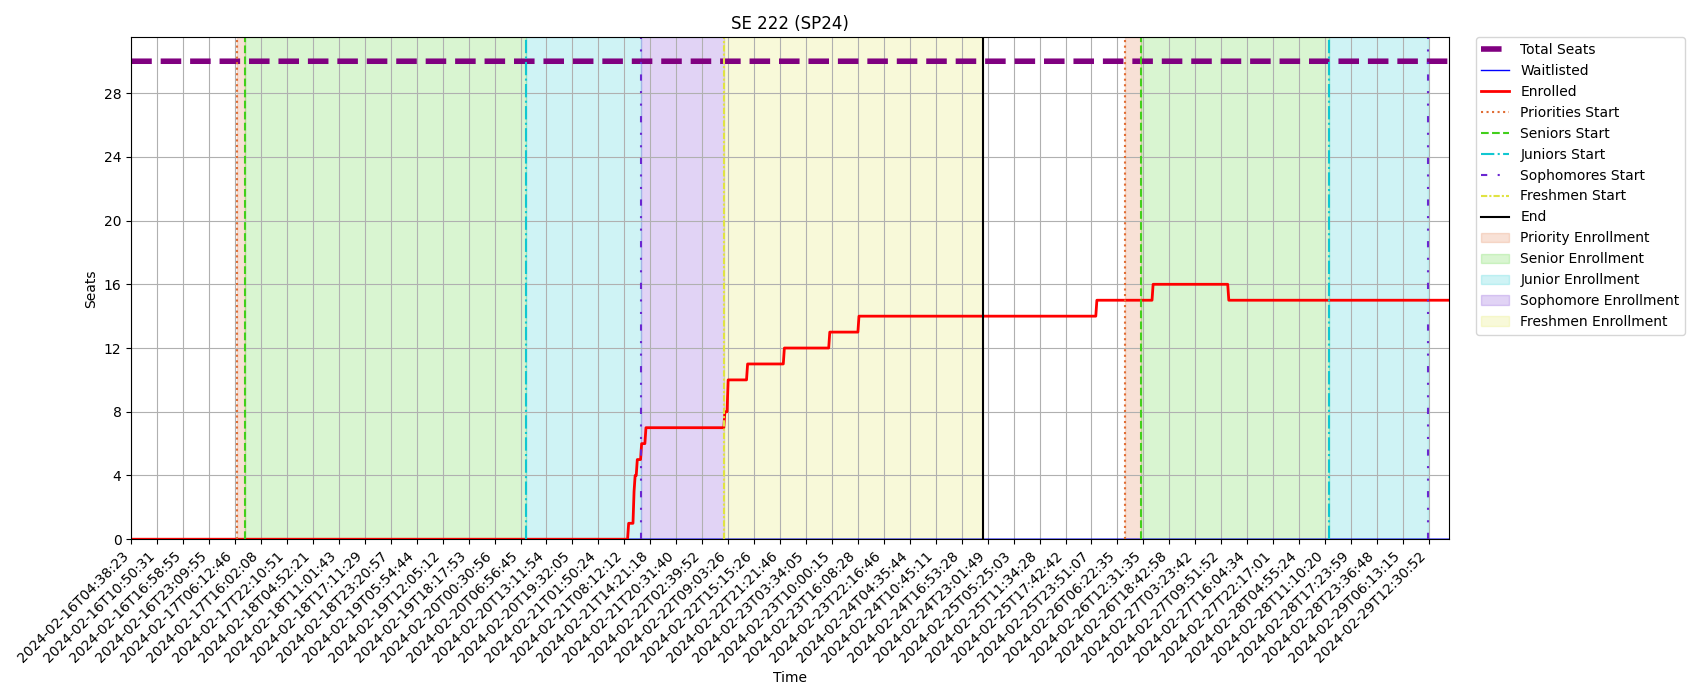 SE 222 (SP24)
Seats
28
24
20
16
12
8
4
0
2024-02-16T04:38:23
2024-02-16T10:50:31
2024-02-16T16:58:55
2024-02-16T23:09:55
2024-02-17T06:12:46
2024-02-17T16:02:08
2024-02-17T22:10:51
2024-02-18T04:52:21
2024-02-18T11:01:43
2024-02-18T17:11:29
2024-02-18T23:20:57
2024-02-19T05:54:44
2024-02-19T12:05:12
2024-02-19T18:17:53
2024-02-20T00:30:56
2024-02-20T06:56:45
2024-02-20T13:11:54
2024-02-20T19:32:05
2024-02-21T01:50:24
2024-02-21T08:12:12
2024-02-21T14:21:18
2024-02-21T20:31:40
2024-02-22T02:39:52
2024-02-22T09:03:26
2024-02-22T15:15:26
2024-02-22T21:21:46
2024-02-23T03:34:05
2024-02-23T10:00:15
2024-02-23T16:08:28
2024-02-23T22:16:46
2024-02-24T04:35:44
2024-02-24T10:45:11
2024-02-24T16:53:28
2024-02-24T23:01:49
2024-02-25T05:25:03
2024-02-25T11:34:28
2024-02-25T17:42:42
2024-02-25T23:51:07
2024-02-26T06:22:35
2024-02-26T12:31:35
2024-02-26T18:42:58
2024-02-27T03:23:42
2024-02-27T09:51:52
2024-02-27T16:04:34
2024-02-27T22:17:01
2024-02-28T04:55:24
2024-02-28T11:10:20
2024-02-28T17:23:59
2024-02-28T23:36:48
2024-02-29T06:13:15
2024-02-29T12:30:52
Time
Total Seats
Waitlisted
Enrolled
Priorities Start
Seniors Start
Juniors Start
Sophomores Start
Freshmen Start
End
Priority Enrollment
Senior Enrollment
Junior Enrollment
Sophomore Enrollment
Freshmen Enrollment